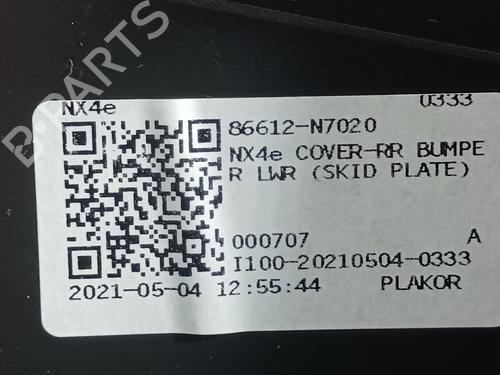 B-PARTS
NX4e 0333
86612-N7020
NX4e COVER-RR BUMPE
R LWR (SKID PLATE)
000707 A
I100-20210504-0333
2021-05-04 12:55:44 PLAKOR